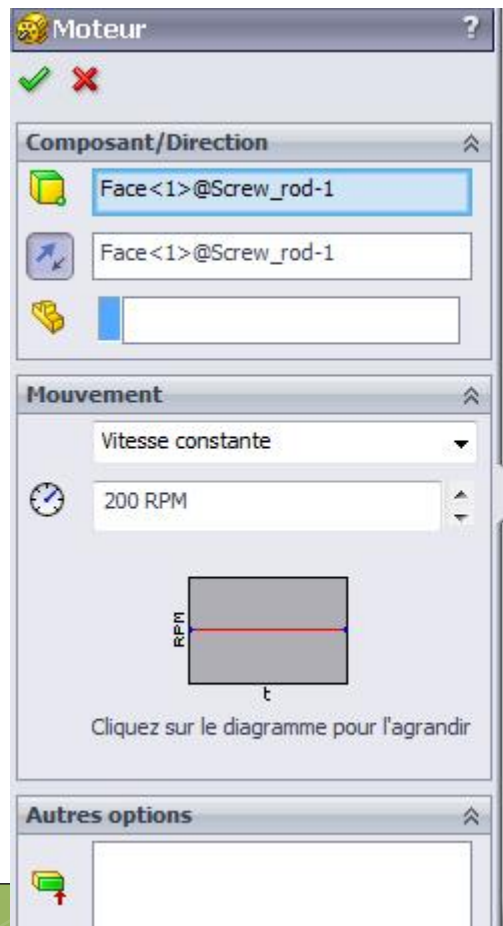 Moteur ?
Composant/Direction
Face<1>@Screw_rod-1
Face<1>@Screw_rod-1
Mouvement
Vitesse constante
200 RPM
RPM
t
Cliquez sur le diagramme pour l'agrandir
Autres options